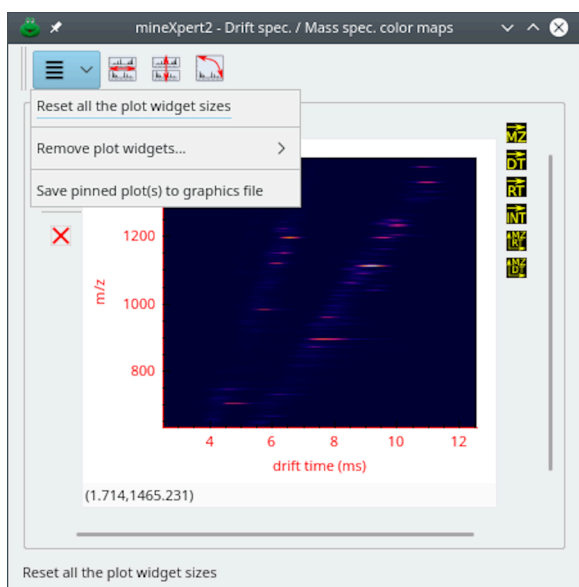 mineXpert2 - Drift spec. / Mass spec. color maps
Reset all the plot widget sizes
Remove plot widgets...
Save pinned plot(s) to graphics file
MZ
DT
RT
INT
MZ
RT
MZ
DT
1200
1000
800
m/z
4 6 8 10 12
drift time (ms)
(1.714,1465.231)
Reset all the plot widget sizes